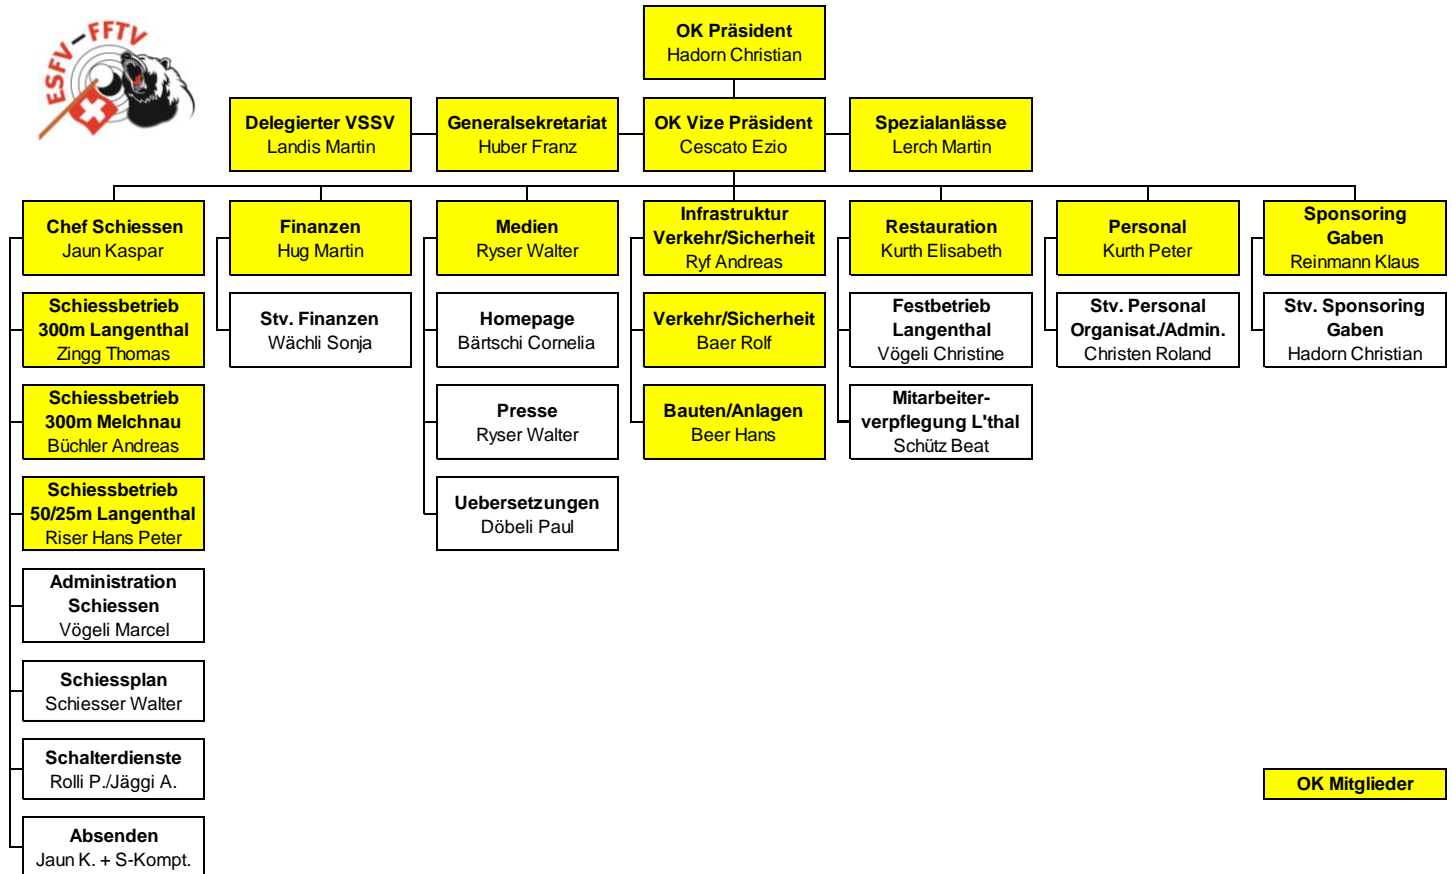 ESFV-FFTV
OK Präsident
Hadorn Christian
Delegierter VSSV
Landis Martin
Generalsekretariat
Huber Franz
OK Vize Präsident
Cescato Ezio
Spezialanlässe
Lerch Martin
Chef Schiessen
Jaun Kaspar
Finanzen
Hug Martin
Medien
Ryser Walter
Infrastruktur
Verkehr/Sicherheit
Ryf Andreas
Restauration
Kurth Elisabeth
Personal
Kurth Peter
Sponsoring
Gaben
Reinmann Klaus
Schiessbetrieb
300m Langenthal
Zingg Thomas
Stv. Finanzen
Wächli Sonja
Homepage
Bärtschi Cornelia
Verkehr/Sicherheit
Baer Rolf
Festbetrieb
Langenthal
Vögeli Christine
Stv. Personal
Organisat./Admin.
Christen Roland
Stv. Sponsoring
Gaben
Hadorn Christian
Schiessbetrieb
300m Melchnau
Büchler Andreas
Presse
Ryser Walter
Bauten/Anlagen
Beer Hans
Mitarbeiter-
verpflegung L'thal
Schütz Beat
Schiessbetrieb
50/25m Langenthal
Riser Hans Peter
Uebersetzungen
Döbeli Paul
Administration
Schiessen
Vögeli Marcel
Schiessplan
Schiesser Walter
Schalterdienste
Rolli P./Jäggi A.
OK Mitglieder
Absenden
Jaun K. + S-Kompt.